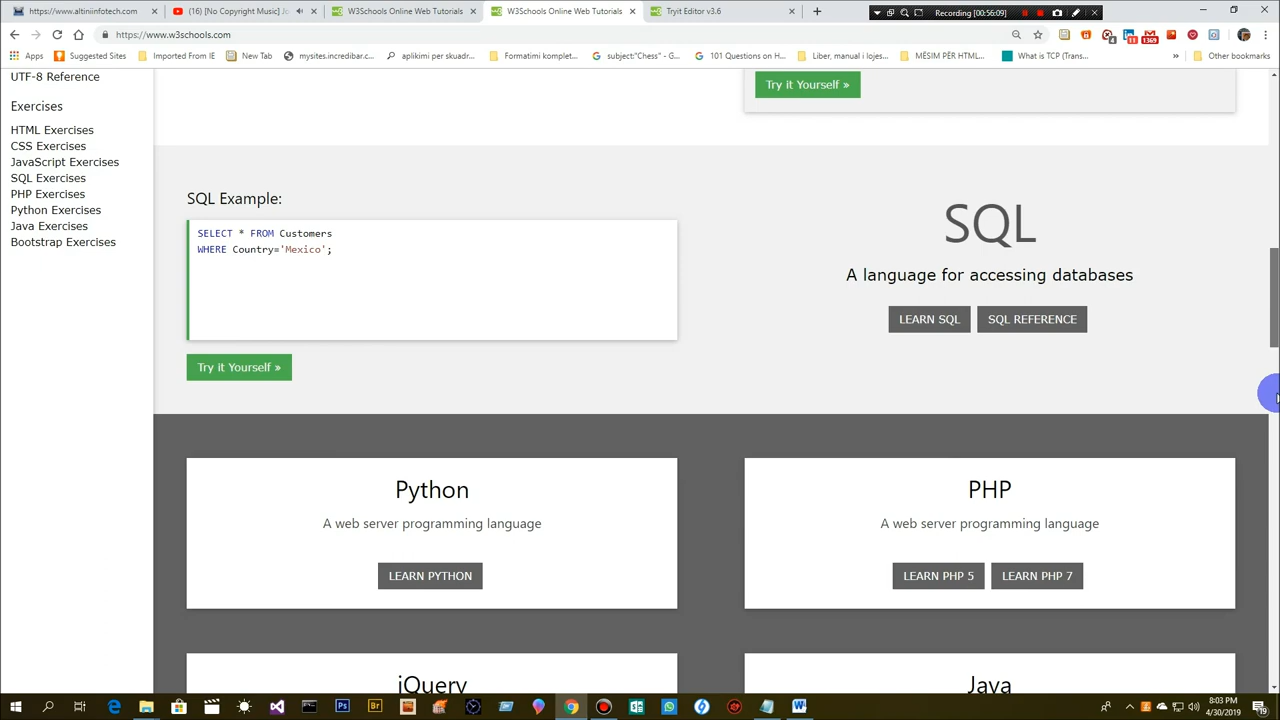 https://www.altiniinfotech.com
(16) [No Copyright Music] Jo
W3Schools Online Web Tutorials
W3Schools Online Web Tutorials
Tryit Editor v3.6
Recording [00:56:09]
https://www.w3schools.com
Apps
Suggested Sites
Imported From IE
New Tab
mysites.incredibar.c...
aplikimi per skuadr...
Formatimi komplet...
subject:"Chess" - G...
101 Questions on H...
Liber, manual i lojes...
MËSIM PËR HTML...
What is TCP (Trans...
»
Other bookmarks
UTF-8 Reference
Exercises
HTML Exercises
CSS Exercises
JavaScript Exercises
SQL Exercises
PHP Exercises
Python Exercises
Java Exercises
Bootstrap Exercises
Try it Yourself »
SQL Example:
SELECT * FROM Customers
WHERE Country='Mexico';
Try it Yourself »
SQL
A language for accessing databases
LEARN SQL
SQL REFERENCE
Python
A web server programming language
LEARN PYTHON
PHP
A web server programming language
LEARN PHP 5
LEARN PHP 7
jQuery
Java
8:03 PM
4/30/2019